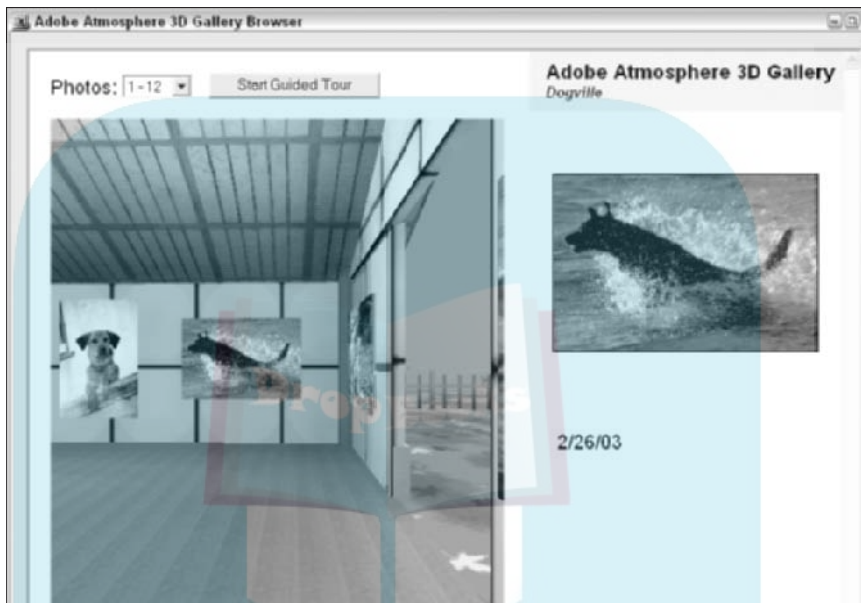 Adobe Atmosphere 3D Gallery Browser
Photos: 1-12 Start Guided Tour
Adobe Atmosphere 3D Gallery
Dogville
2/26/03